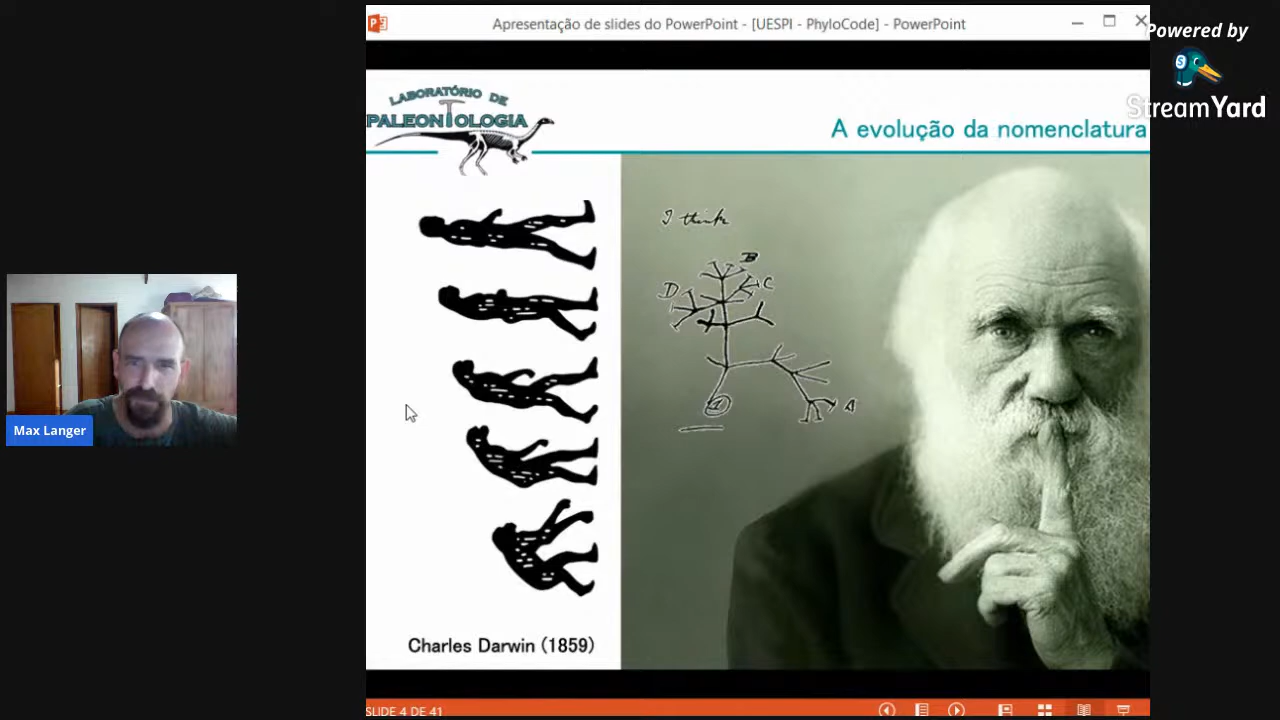 Apresentação de slides do PowerPoint - [UESPI - PhyloCode] - PowerPoint
Powered by
StreamYard
LABORATÓRIO DE
PALEONTOLOGIA
A evolução da nomenclatura
I think
B
D
C
A
1
Max Langer
Charles Darwin (1859)
SLIDE 4 DE 41